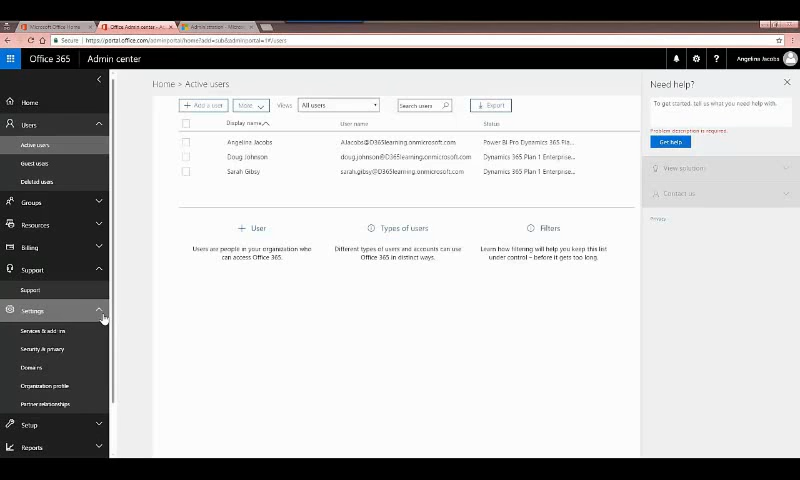 Microsoft Office Home
Office Admin center - A
Admin station - Micros
Secure
https://portal.office.com/adminportal/home?add=sub&adminportal=1#/users
Office 365
Admin center
Angelina Jacobs
Home
Users
Active users
Guest users
Deleted users
Groups
Resources
Billing
Support
Support
Settings
Services & add-ins
Security & privacy
Domains
Organization profile
Partner relationships
Setup
Reports
Home > Active users
+ Add a user
More
Views
All users
Search users
Export
Display name
User name
Status
Angelina Jacobs
AJacobs@D365learning.onmicrosoft.com
Power BI Pro Dynamics 365 Pla...
Doug Johnson
doug.johnson@D365learning.onmicrosoft.com
Dynamics 365 Plan 1 Enterprise...
Sarah Gibsy
sarah.gibsy@D365learning.onmicrosoft.com
Dynamics 365 Plan 1 Enterprise...
+ User
Users are people in your organization who
can access Office 365.
Types of users
Different types of users and accounts can use
Office 365 in distinct ways.
Filters
Learn how filtering will help you keep this list
under control – before it gets too long.
Need help?
To get started, tell us what you need help with.
Problem description is required.
Get help
View solutions
Contact us
Privacy